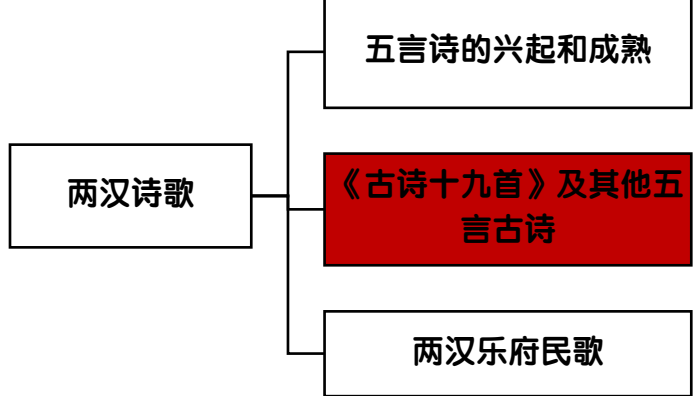 两汉诗歌
五言诗的兴起和成熟
《古诗十九首》及其他五
言古诗
两汉乐府民歌